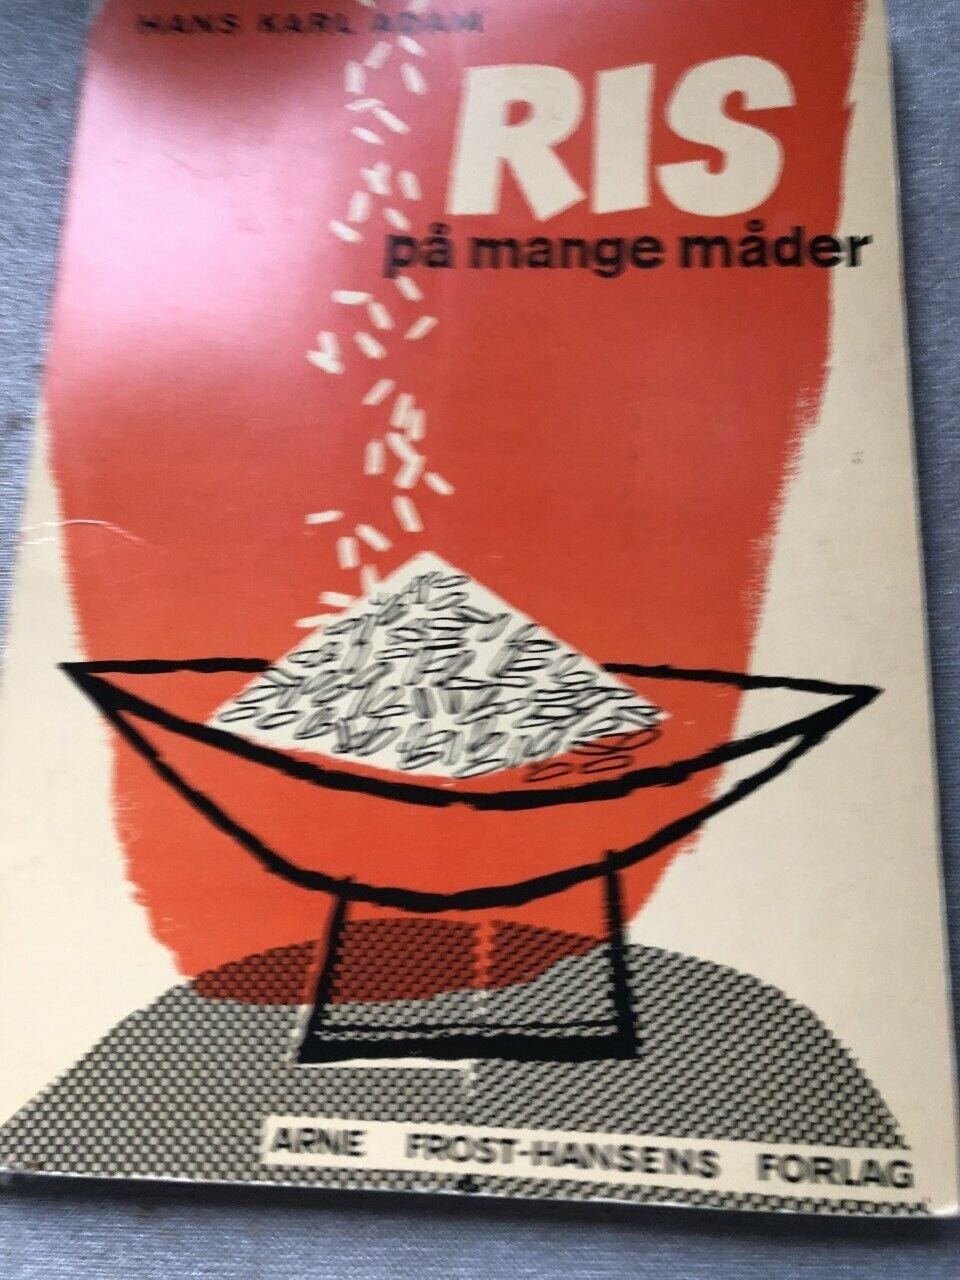 HANS KARL ADAM
RIS
på mange måder
ARNE FROST-HANSENS FORLAG